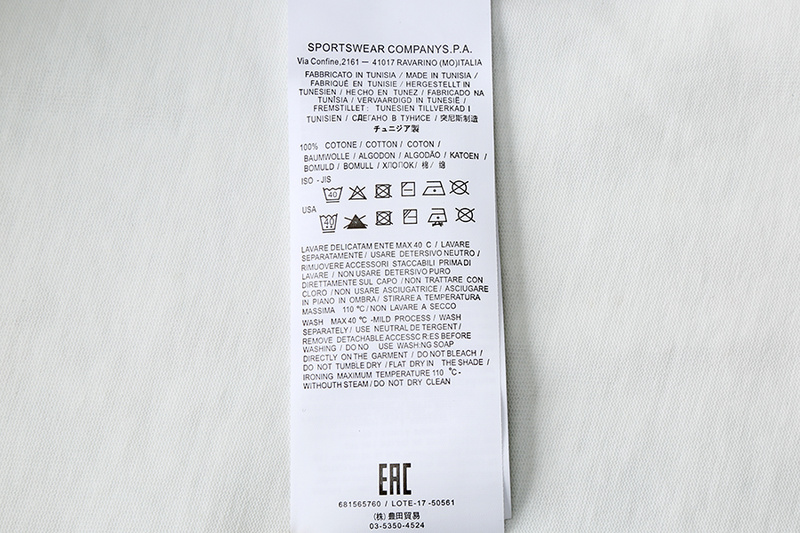 SPORTSWEAR COMPANYS.P.A.
Via Confine,2161 — 41017 RAVARINO (MO)ITALIA
FABBRICATO IN TUNISIA / MADE IN TUNISIA /
FABRIQUÉ EN TUNISIE / HERGESTELLT IN
TUNESIEN / HECHO EN TUNEZ / FABRICADO NA
TUNÍSIA / VERVAARDIGD IN TUNESIË /
FREMSTILLET: TUNESIEN TILLVERKAD I
TUNISIEN / СДЕГАНО В ТУНИСЕ / 突尼斯制造
チュニジア製
100% COTONE / COTTON / COTON /
BAUMWOLLE / ALGODON / ALGODÃO / KATOEN /
BOMULD / BOMULL / ХПОПОК/ 棉/
ISO - JIS
40
USA
40
LAVARE DELICATAM ENTE MAX 40 C / LAVARE
SEPARATAMENTE / USARE DETERSIVO NEUTRO /
RIMUOVERE ACCESSORI STACCABILI PRIMA DI
LAVARE / NON USARE DETERSIVO PURO
DIRETTAMENTE SUL CAPO / NON TRATTARE CON
CLORO / NON USARE ASCIUGATRICE / ASCIUGARE
IN PIANO IN OMBRA / STIRARE A TEMPERATURA
MASSIMA 110 °C / NON LAVARE A SECCO
WASH MAX 40 °C -MILD PROCESS / WASH
SEPARATELY / USE NEUTRAL DE TERGENT /
REMOVE DETACHABLE ACCESSC R:ES BEFORE
WASHING / DO NO USE WASH:NG SOAP
DIRECTLY ON THE GARMENT / DO NOT BLEACH /
DO NOT TUMBLE DRY / FLAT DRY IN THE SHADE /
IRONING MAXIMUM TEMPERATURE 110 °C-
WITHOUTH STEAM / DO NOT DRY CLEAN
EAC
681565760 / LOTE-17 -50561
(株) 豊田貿易
03-5350-4524